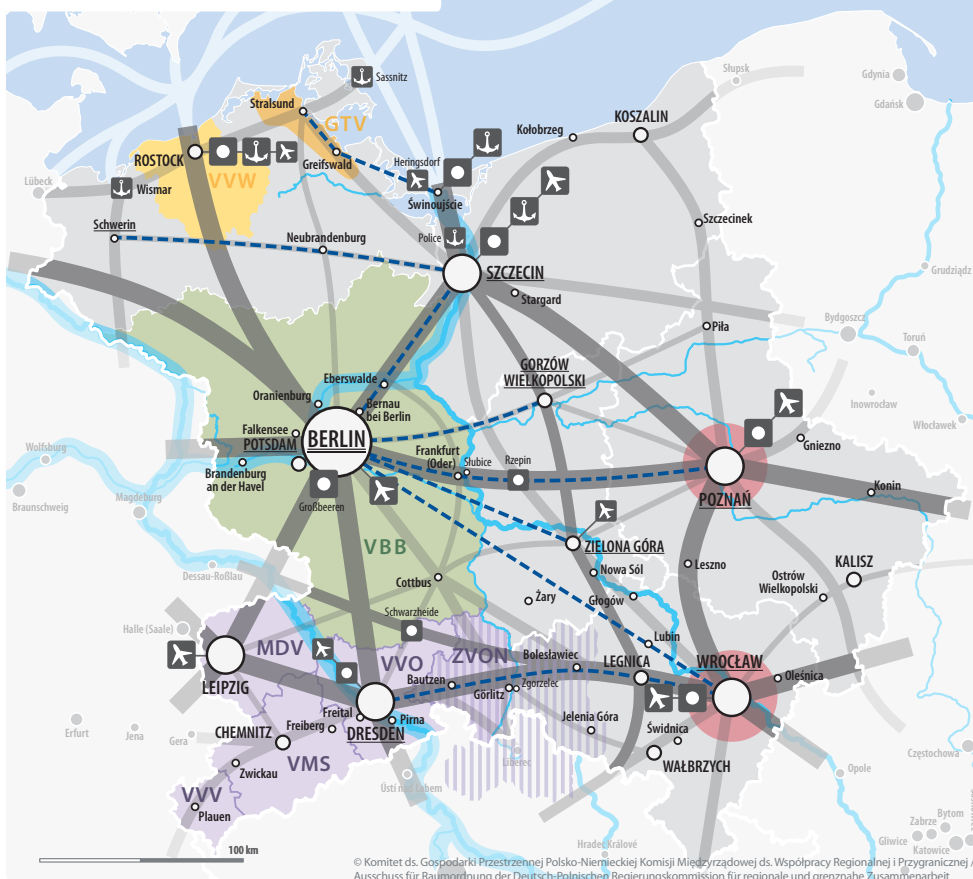 Słupsk
Gdynia
Gdańsk
Sassnitz
Stralsund
GTV
KOSZALIN
Kołobrzeg
ROSTOCK
VVW
Greifswald
Heringsdorf
Lübeck
Wismar
Świnoujście
Schwerin
Szczecinek
Neubrandenburg
Police
SZCZECIN
Grudziądz
Stargard
Bydgoszcz
Piła
Toruń
GORZÓW
WIELKOPOLSKI
Eberswalde
Oranienburg
Bernau
bei Berlin
Inowrocław
Włocławek
Falkensee
POTSDAM
BERLIN
Gniezno
Wolfsburg
Frankfurt
(Oder)
Słubice
Rzepin
Brandenburg
an der Havel
Konin
Magdeburg
Braunschweig
Großbeeren
POZNAŃ
VBB
ZIELONA GÓRA
Leszno
KALISZ
Dessau-Roßlau
Cottbus
Nowa Sól
Ostrów
Wielkopolski
Żary
Głogów
Schwarzheide
Halle (Saale)
MDV
Lubin
VVO
ZVON
Bolesławiec
LEGNICA
WROCŁAW
Oleśnica
LEIPZIG
Bautzen
Görlitz
Zgorzelec
Freital
Pirna
Jelenia Góra
Świdnica
Erfurt
Jena
Gera
CHEMNITZ
Freiberg
DRESDEN
Częstochowa
VMS
Liberec
WAŁBRZYCH
Zwickau
Opole
Ústí nad Labem
VVV
Plauen
Bytom
Zabrze
Gliwice
Katowice
Hradec Králové
100 km
© Komitet ds. Gospodarki Przestrzennej Polsko-Niemieckiej Komisji Międzyrządowej ds. Współpracy Regionalnej i Przygranicznej /
Ausschuss für Raumordnung der Deutsch-Polnischen Regierungskommission für regionale und grenznahe Zusammenarbeit